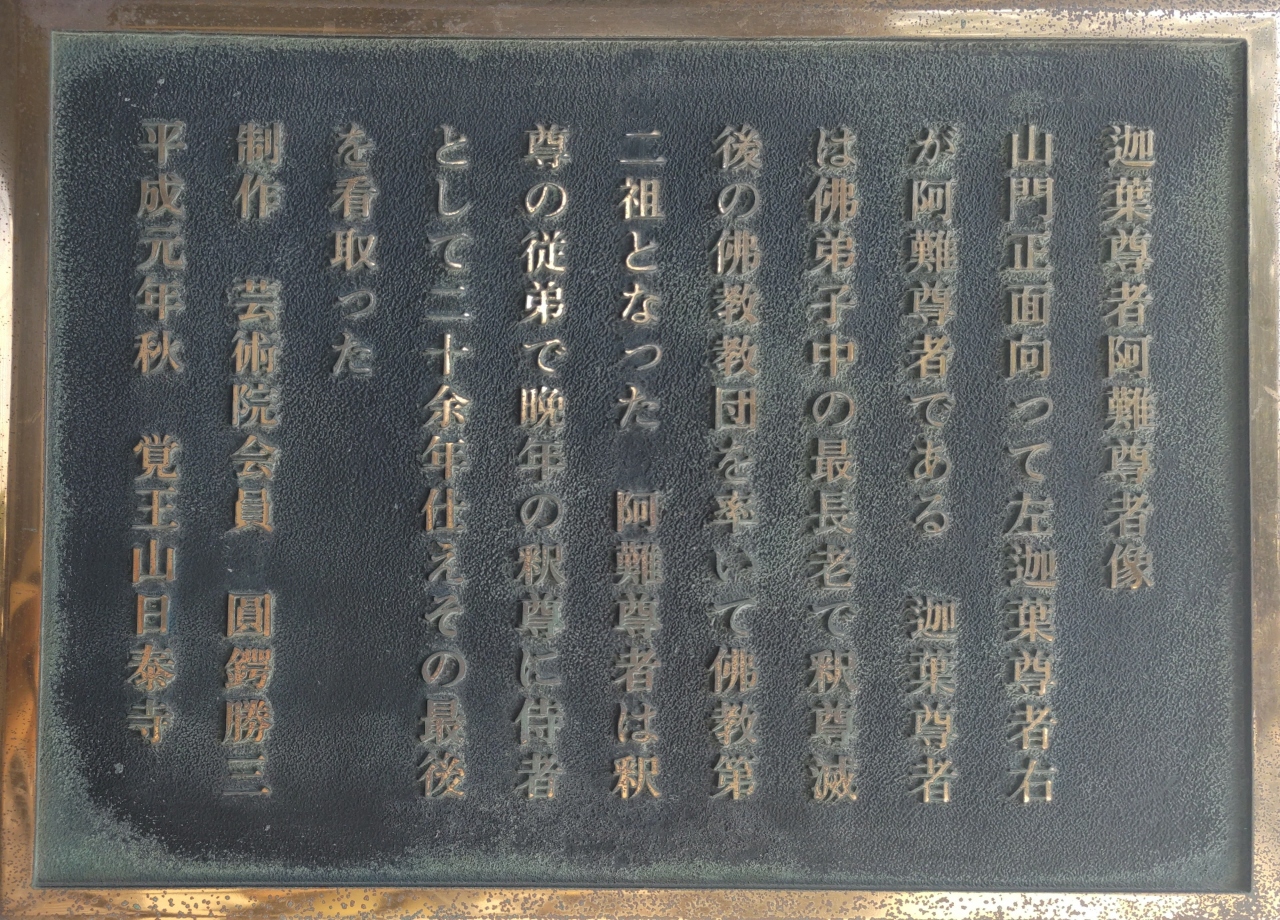 迦葉尊者阿難尊者像
山門正面向って左迦葉尊者右
が阿難尊者である　迦葉尊者
は佛弟子中の最長老で釈尊滅
後の佛教教団を率いて佛教第
二祖となった　阿難尊者は釈
尊の従弟で晩年の釈尊に侍者
として二十余年仕えその最後
を看取った
制作　芸術院会員　圓鍔勝三
平成元年秋　覚王山日泰寺